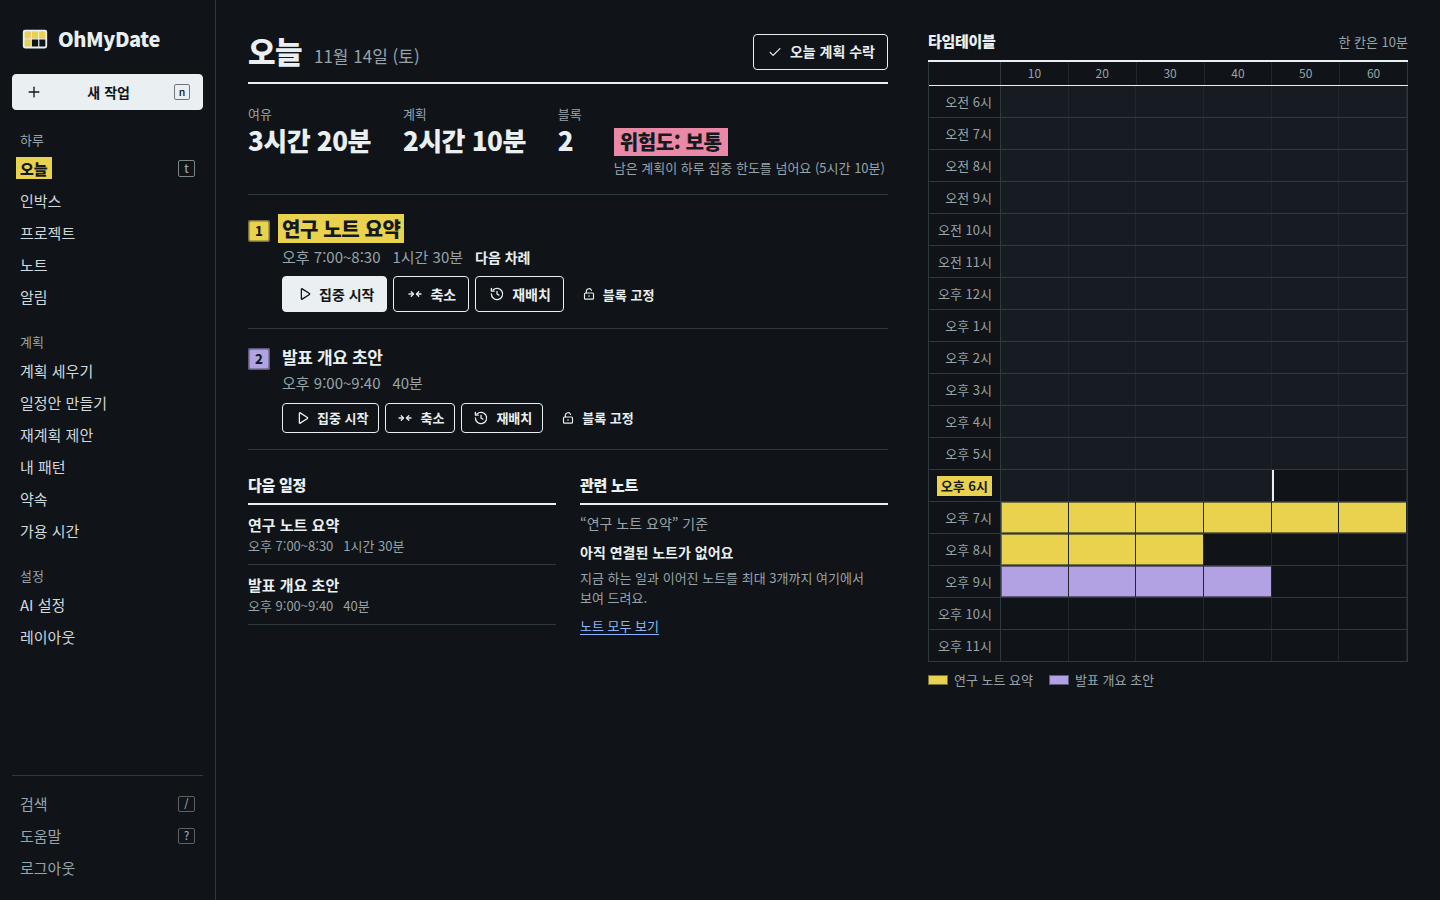 OhMyDate
새 작업 n
하루
오늘 t
인박스
프로젝트
노트
알림
계획
계획 세우기
일정안 만들기
재계획 제안
내 패턴
약속
가용 시간
설정
AI 설정
레이아웃
검색 /
도움말 ?
로그아웃
오늘 11월 14일 (토)
오늘 계획 수락
여유 계획 블록
3시간 20분 2시간 10분 2 위험도: 보통
남은 계획이 하루 집중 한도를 넘어요 (5시간 10분)
1 연구 노트 요약
오후 7:00~8:30 1시간 30분 다음 차례
집중 시작 축소 재배치 블록 고정
2 발표 개요 초안
오후 9:00~9:40 40분
집중 시작 축소 재배치 블록 고정
다음 일정
연구 노트 요약
오후 7:00~8:30 1시간 30분
발표 개요 초안
오후 9:00~9:40 40분
관련 노트
“연구 노트 요약” 기준
아직 연결된 노트가 없어요
지금 하는 일과 이어진 노트를 최대 3개까지 여기에서
보여 드려요.
노트 모두 보기
타임테이블 한 칸은 10분
10 20 30 40 50 60
오전 6시
오전 7시
오전 8시
오전 9시
오전 10시
오전 11시
오후 12시
오후 1시
오후 2시
오후 3시
오후 4시
오후 5시
오후 6시
오후 7시
오후 8시
오후 9시
오후 10시
오후 11시
연구 노트 요약 발표 개요 초안